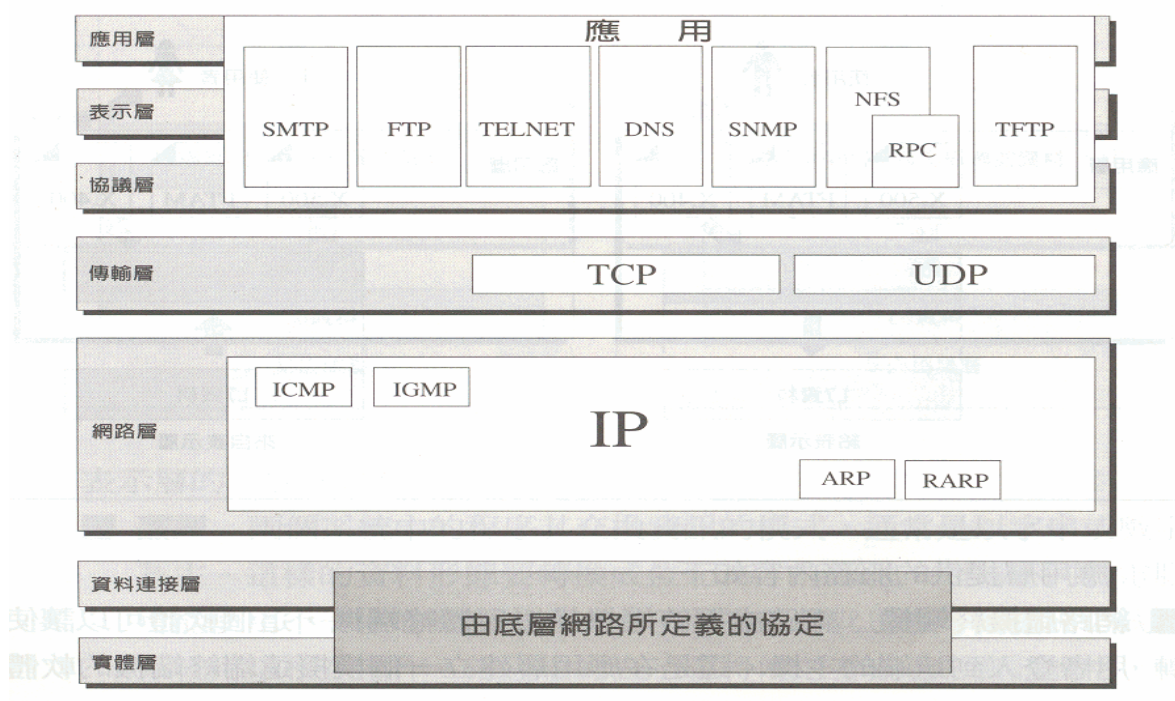 應用層
應 用
表示層
SMTP FTP TELNET DNS SNMP NFS RPC TFTP
協議層
傳輸層
TCP UDP
網路層
ICMP IGMP
IP
ARP RARP
資料連接層
由底層網路所定義的協定
實體層